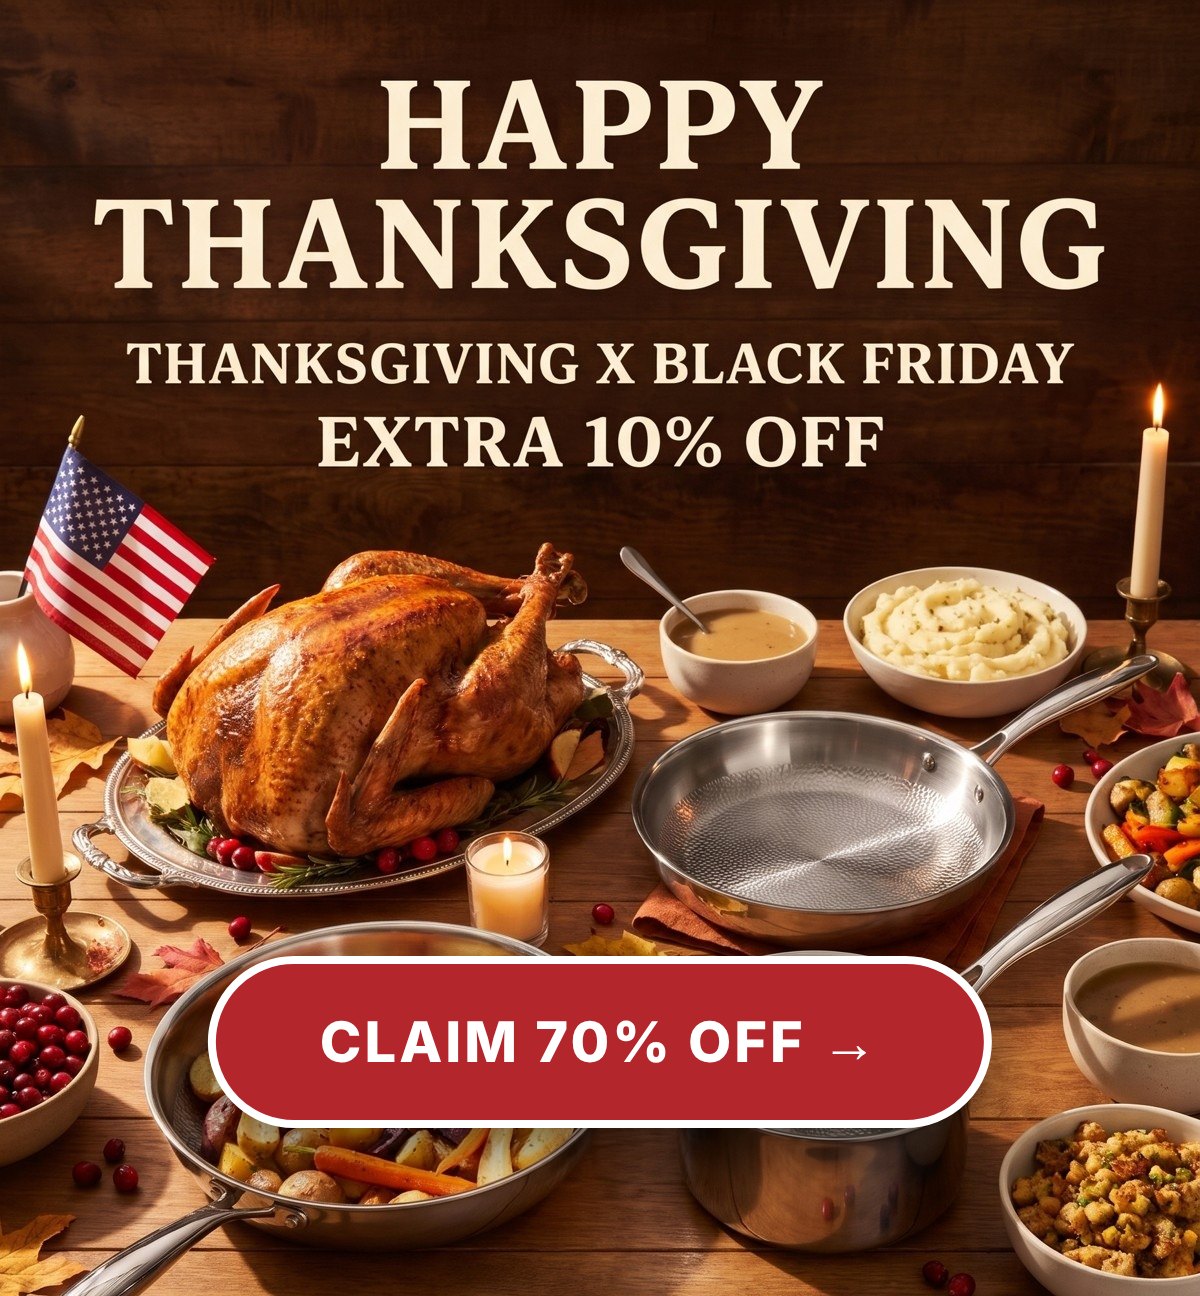 HAPPY
THANKSGIVING
THANKSGIVING X BLACK FRIDAY
EXTRA 10% OFF
CLAIM 70% OFF →